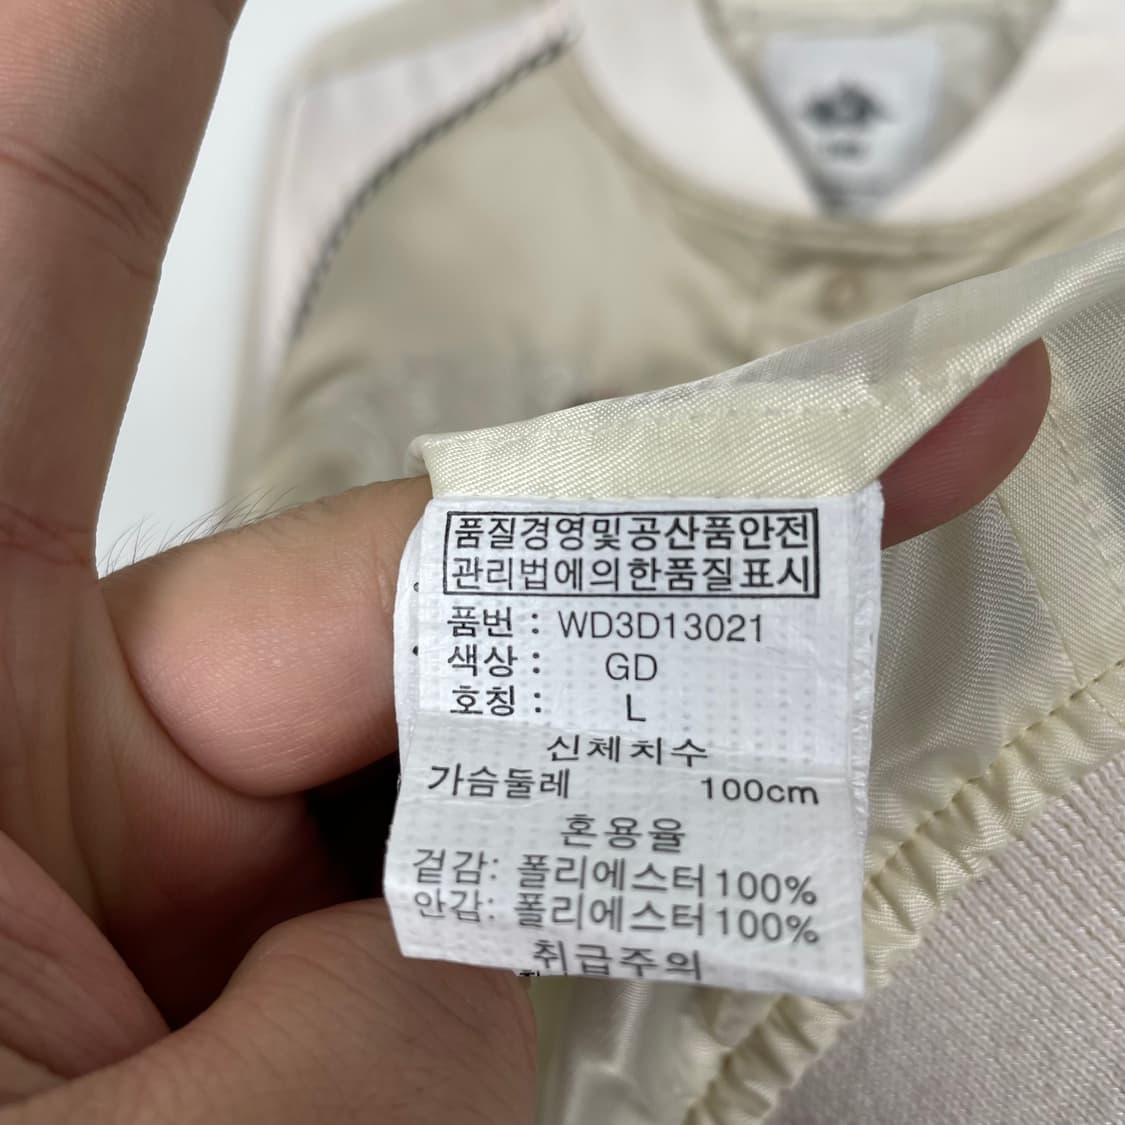 품질경영및공산품안전
관리법에의한품질표시
품번 : WD3D13021
색상 : GD
호칭 : L
신체치수
가슴둘레 100cm
혼용율
겉감: 폴리에스터100%
안감: 폴리에스터100%
취급주의